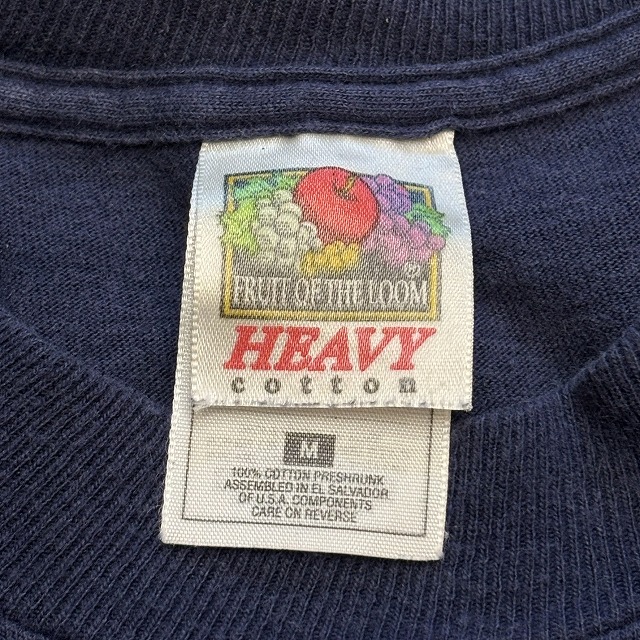 FRUIT OF THE LOOM ®
HEAVY
cotton
M
100% COTTON PRESHRUNK
ASSEMBLED IN EL SALVADOR
OF U.S.A. COMPONENTS
CARE ON REVERSE